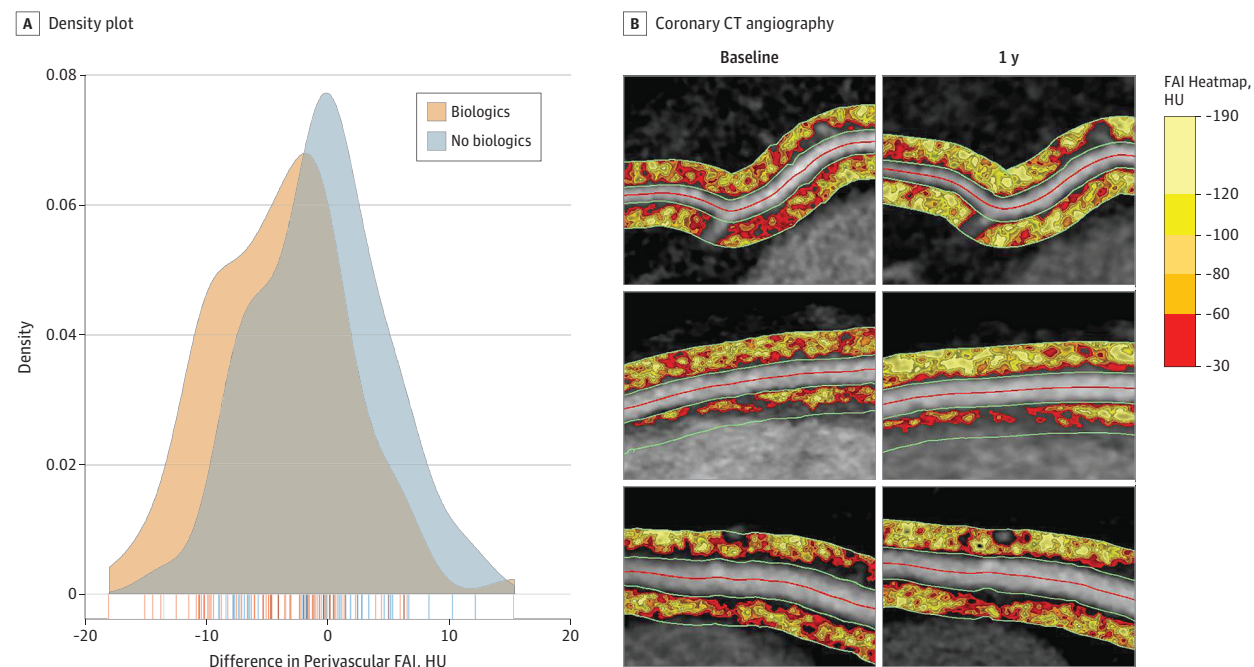 A Density plot
0.08
0.06
0.04
0.02
0
Density
-20
-10
0
10
20
Difference in Perivascular FAI, HU
Biologics
No biologics
B Coronary CT angiography
Baseline
1 y
FAI Heatmap,
HU
-190
-120
-100
-80
-60
-30